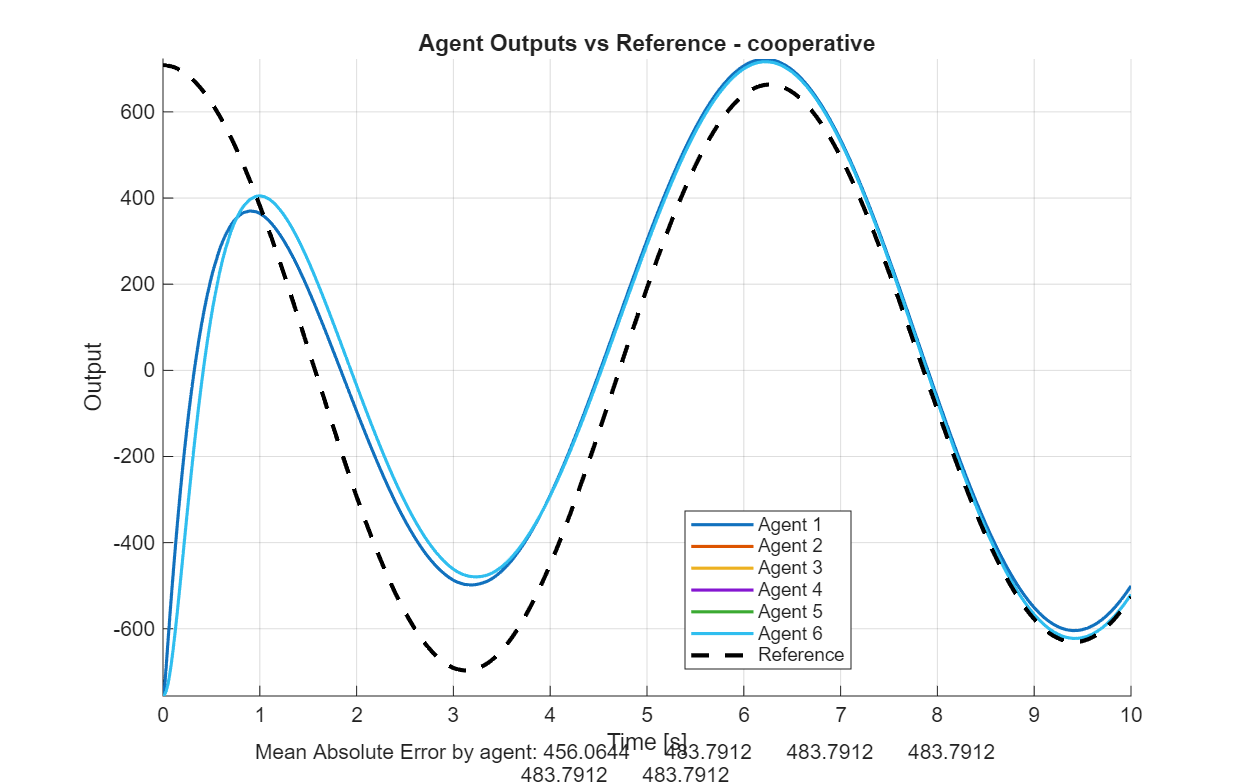 Agent Outputs vs Reference - cooperative
600
400
200
0
-200
-400
-600
Output
Agent 1
Agent 2
Agent 3
Agent 4
Agent 5
Agent 6
Reference
0 1 2 3 4 5 6 7 8 9 10
Time [s]
Mean Absolute Error by agent: 456.0644 483.7912 483.7912 483.7912
483.7912 483.7912